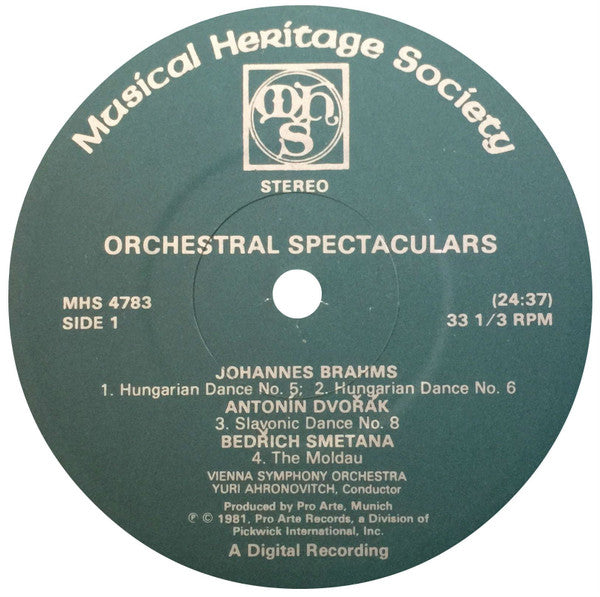 Musical Heritage Society
mhs
STEREO
ORCHESTRAL SPECTACULARS
MHS 4783
SIDE 1
(24:37)
33 1/3 RPM
JOHANNES BRAHMS
1. Hungarian Dance No. 5; 2. Hungarian Dance No. 6
ANTONÍN DVOŘÁK
3. Slavonic Dance No. 8
BEDŘICH SMETANA
4. The Moldau
VIENNA SYMPHONY ORCHESTRA
YURI AHRONOVITCH, Conductor
Produced by Pro Arte, Munich
℗ © 1981, Pro Arte Records, a Division of
Pickwick International, Inc.
A Digital Recording